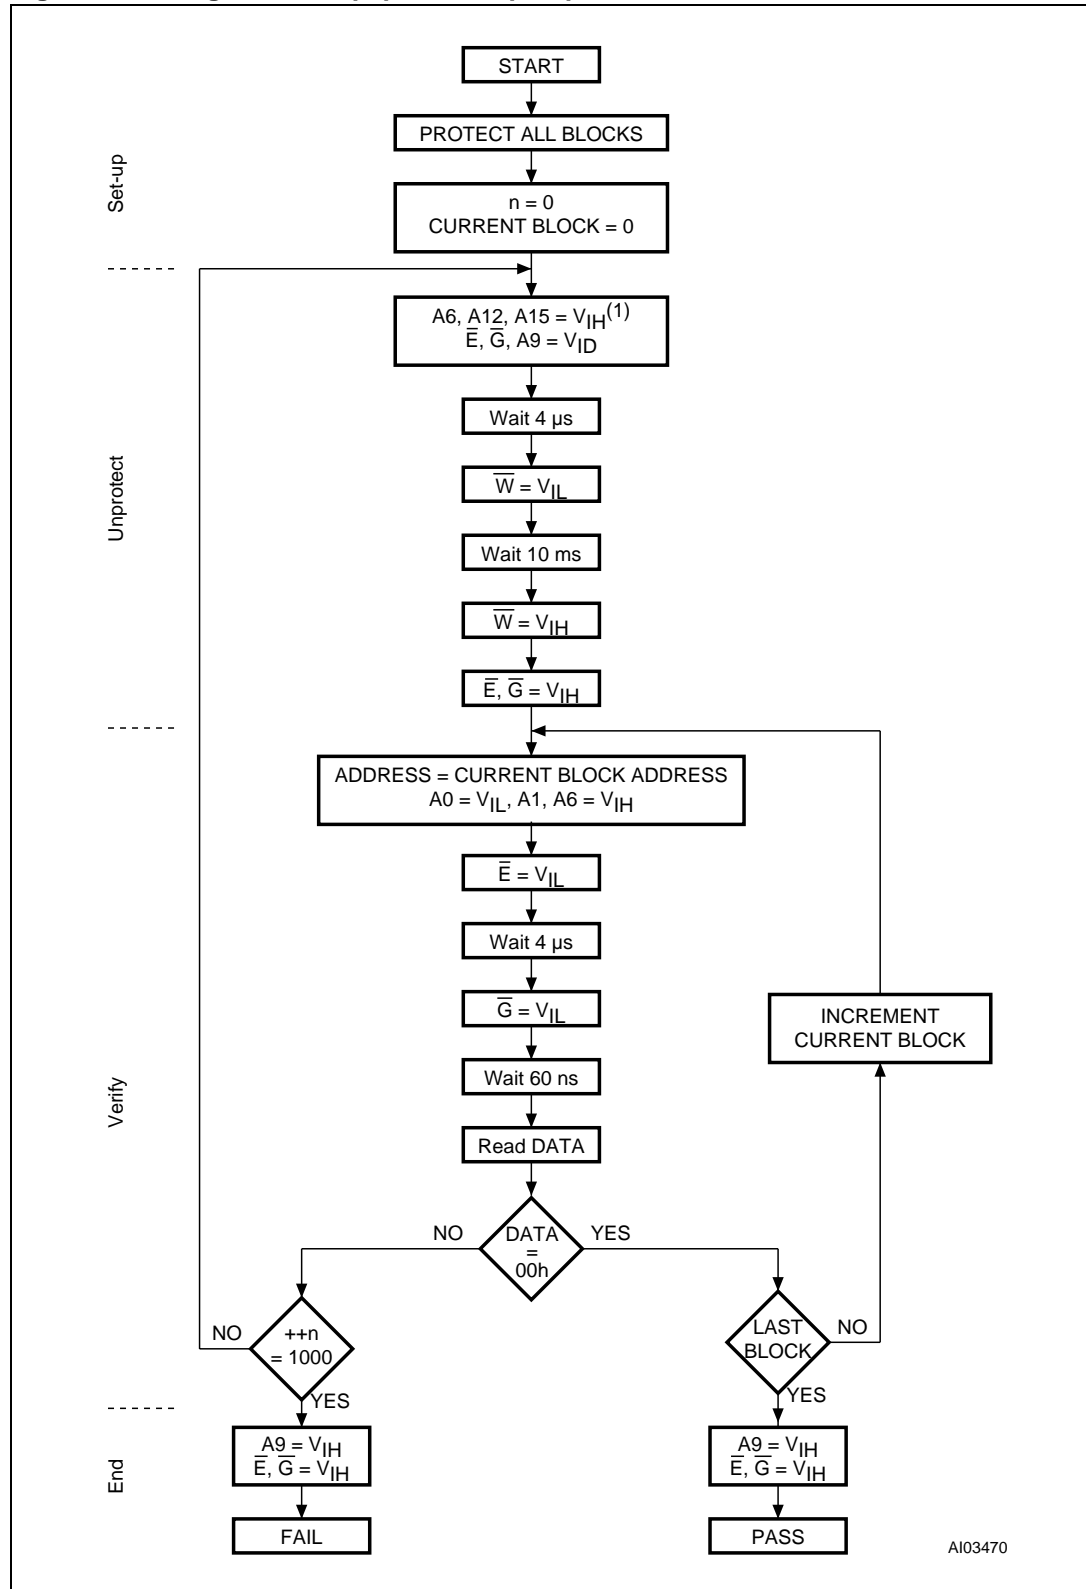 START
PROTECT ALL BLOCKS
Set-up
n = 0
CURRENT BLOCK = 0
A6, A12, A15 = VIH(1)
E̅, G̅, A9 = VID
Wait 4 µs
W̅ = VIL
Unprotect
Wait 10 ms
W̅ = VIH
E̅, G̅ = VIH
ADDRESS = CURRENT BLOCK ADDRESS
A0 = VIL, A1, A6 = VIH
E̅ = VIL
Wait 4 µs
G̅ = VIL
INCREMENT
CURRENT BLOCK
Wait 60 ns
Verify
Read DATA
NO
DATA
=
00h
YES
NO
++n
= 1000
YES
LAST
BLOCK
NO
YES
End
A9 = VIH
E̅, G̅ = VIH
A9 = VIH
E̅, G̅ = VIH
FAIL
PASS
AI03470